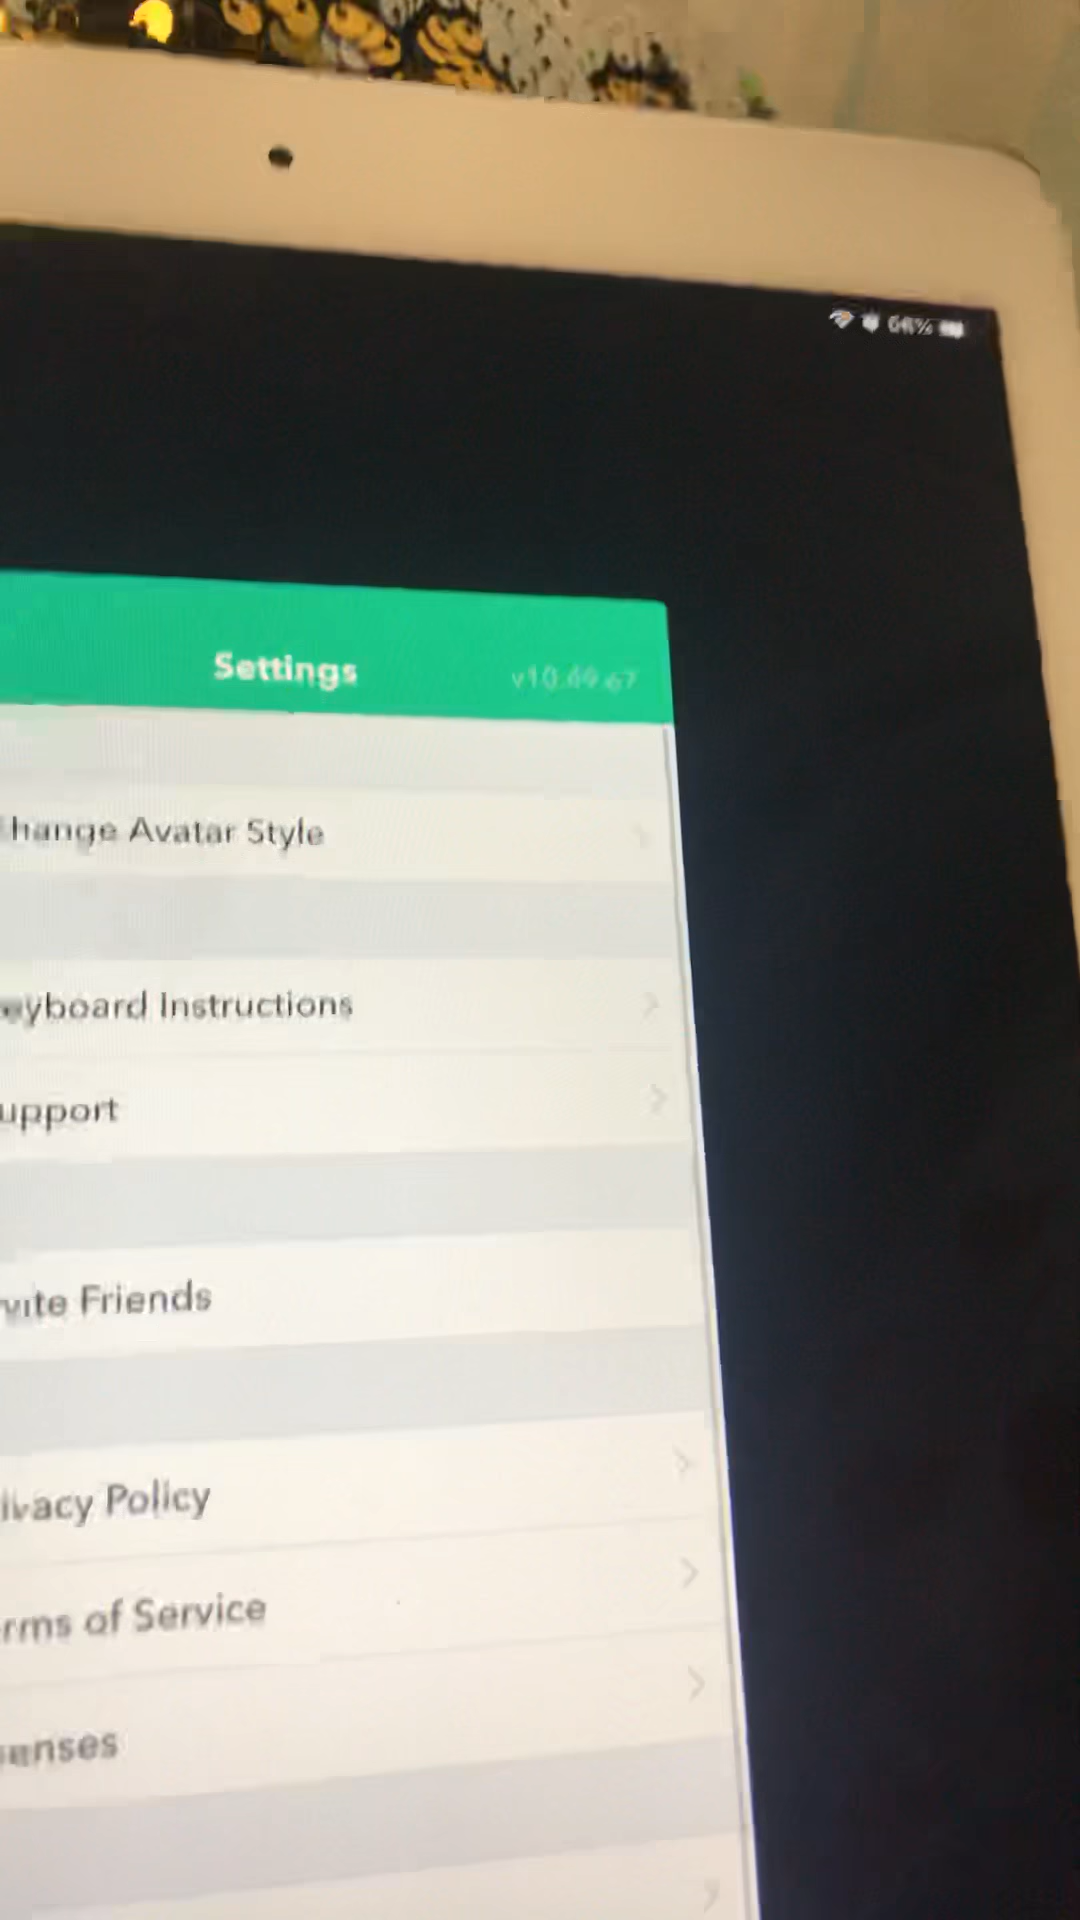 Settings
hange Avatar Style
eyboard Instructions
upport
vite Friends
ivacy Policy
rms of Service
enses